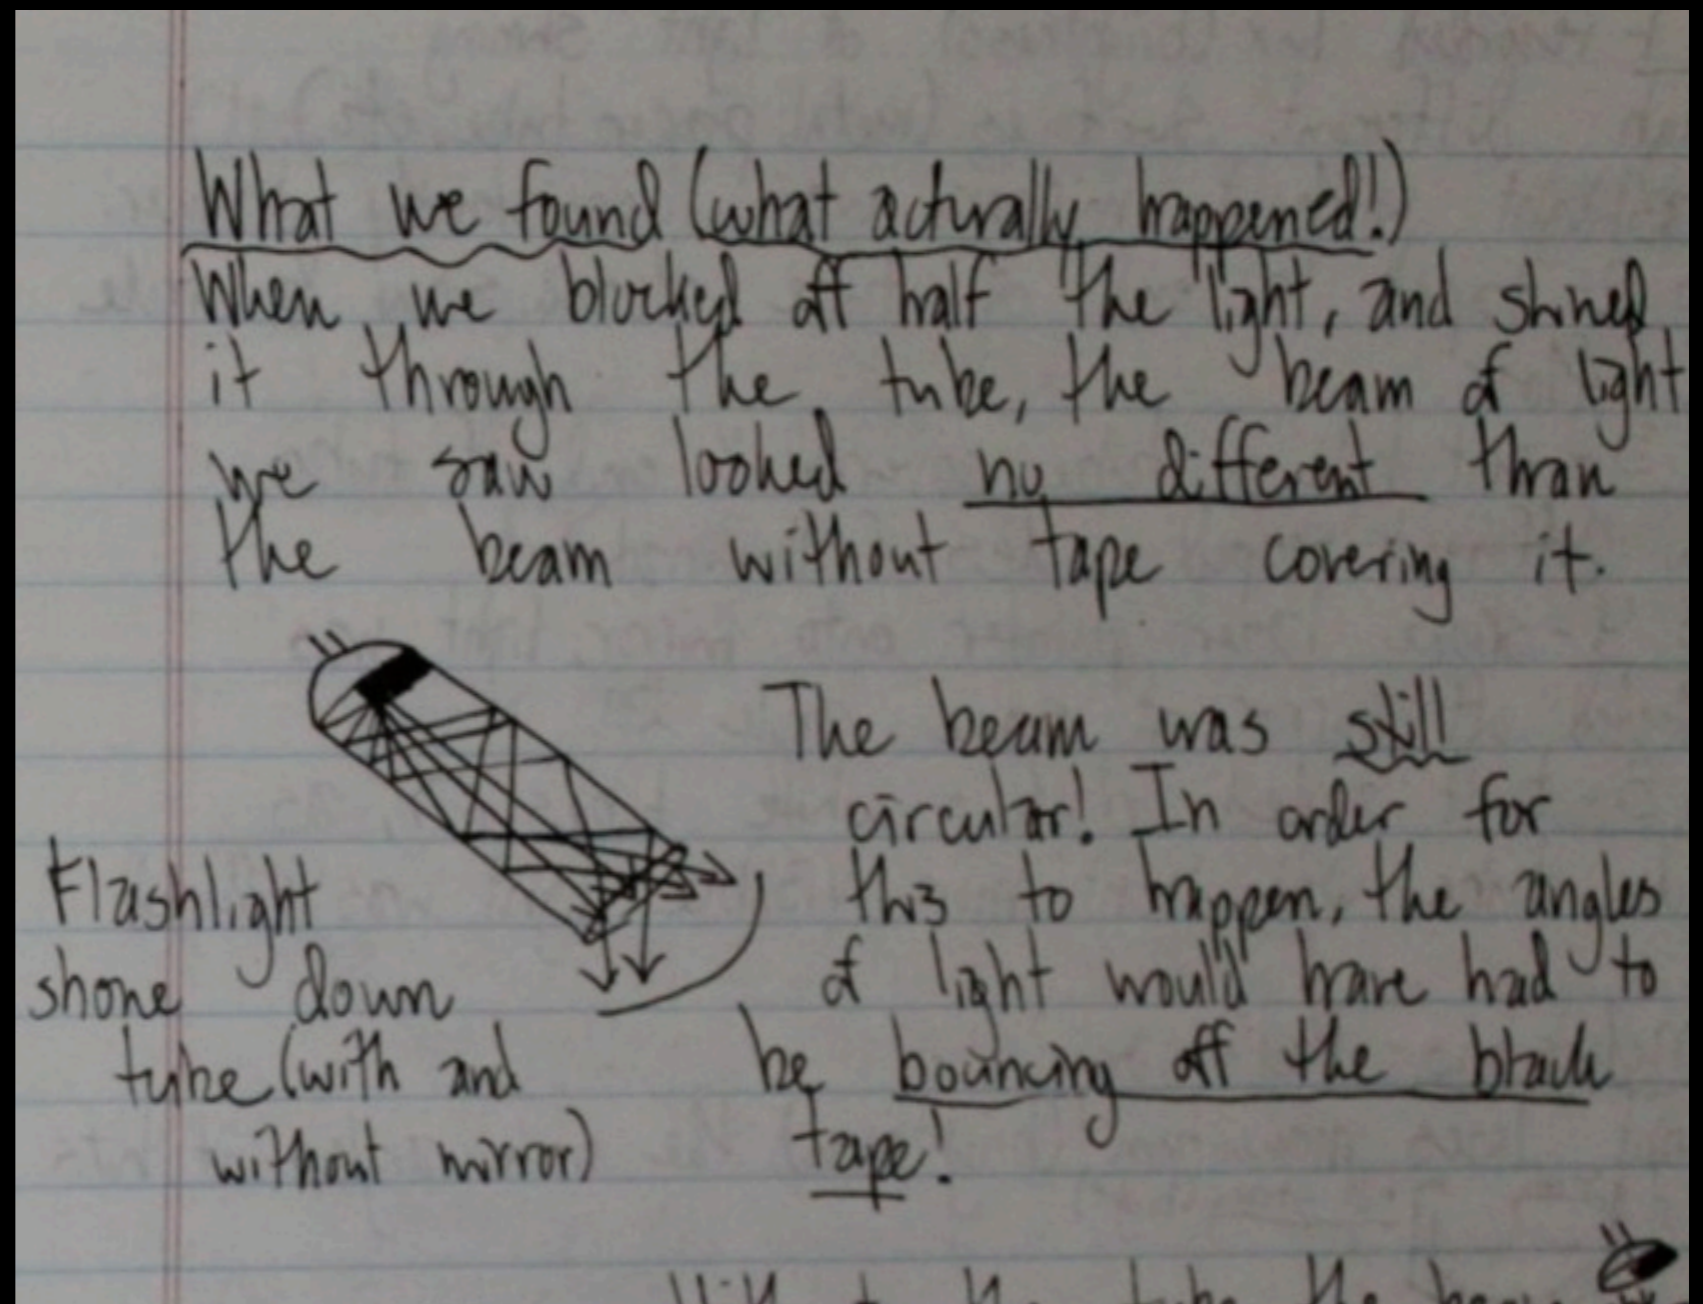 What we found (what actually happened!)
When we blocked off half the light, and shined
it through the tube, the beam of light
we saw looked no different than
the beam without tape covering it.
The beam was still
circular! In order for
this to happen, the angles
of light would have had to
be bouncing off the black
tape!
Flashlight
shone down
tube (with and
without mirror)
tube the